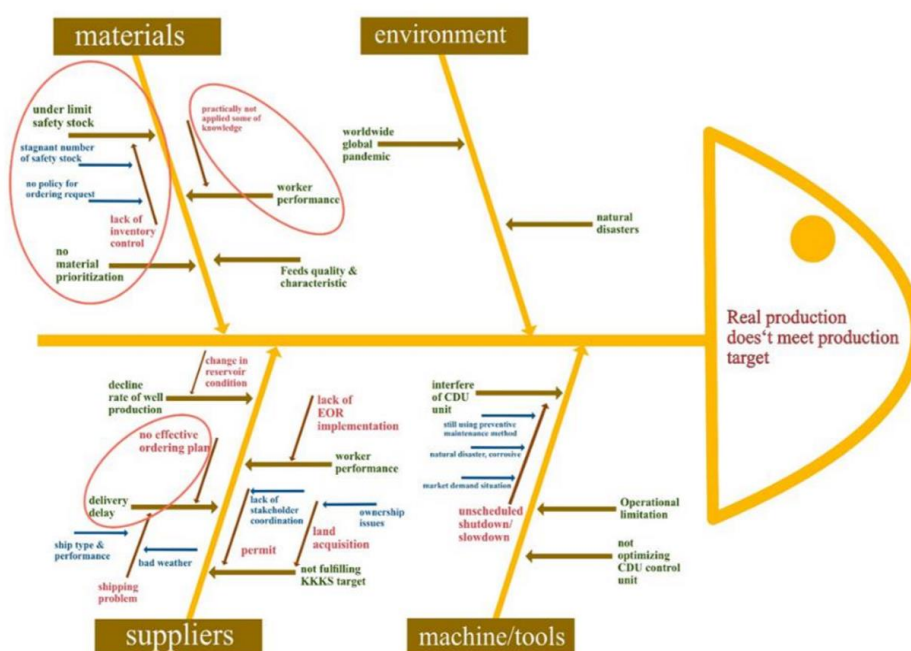 materials
environment
under limit
safety stock
stagnant number
of safety stock
no policy for
ordering request
lack of
inventory
control
no
material
prioritization
practically not
applied some of
knowledge
worker
performance
Feeds quality &
characteristic
worldwide
global
pandemic
natural
disasters
Real production
does't meet production
target
change in
reservoir
condition
decline
rate of well
production
no effective
ordering plan
delivery
delay
ship type &
performance
bad weather
shipping
problem
lack of
EOR
implementation
worker
performance
lack of
stakeholder
coordination
ownership
issues
permit
land
acquisition
not fulfilling
KKKS target
interfere
of CDU
unit
still using preventive
maintenance method
natural disaster, corrosive
market demand situation
unscheduled
shutdown/
slowdown
Operational
limitation
not
optimizing
CDU control
unit
suppliers
machine/tools